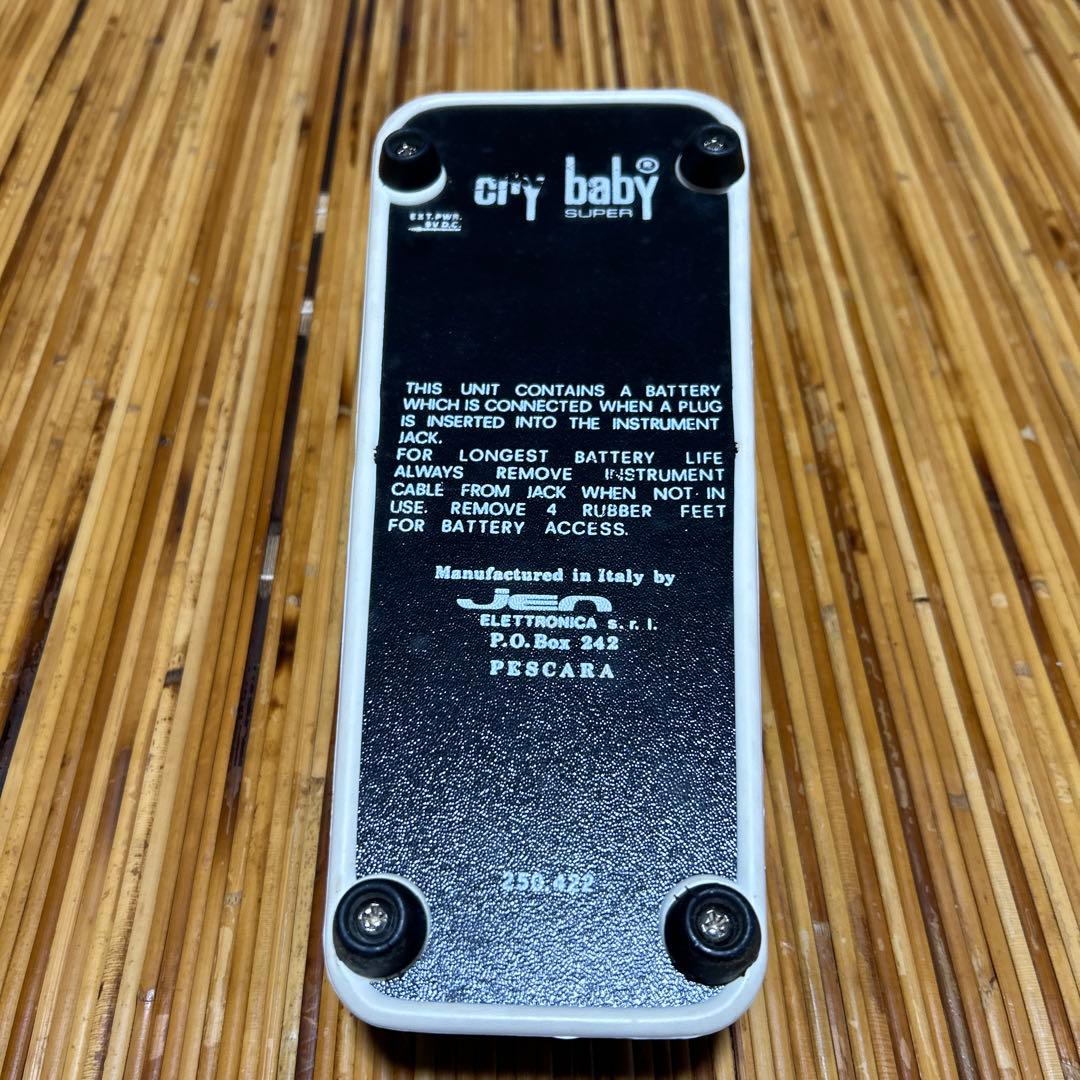 cry baby®
SUPER
EXT. PWR.
9V D.C.
THIS UNIT CONTAINS A BATTERY
WHICH IS CONNECTED WHEN A PLUG
IS INSERTED INTO THE INSTRUMENT
JACK.
FOR LONGEST BATTERY LIFE
ALWAYS REMOVE INSTRUMENT
CABLE FROM JACK WHEN NOT IN
USE. REMOVE 4 RUBBER FEET
FOR BATTERY ACCESS.
Manufactured in Italy by
Jen
ELETTRONICA s.r.l.
P.O. Box 242
PESCARA
250.422